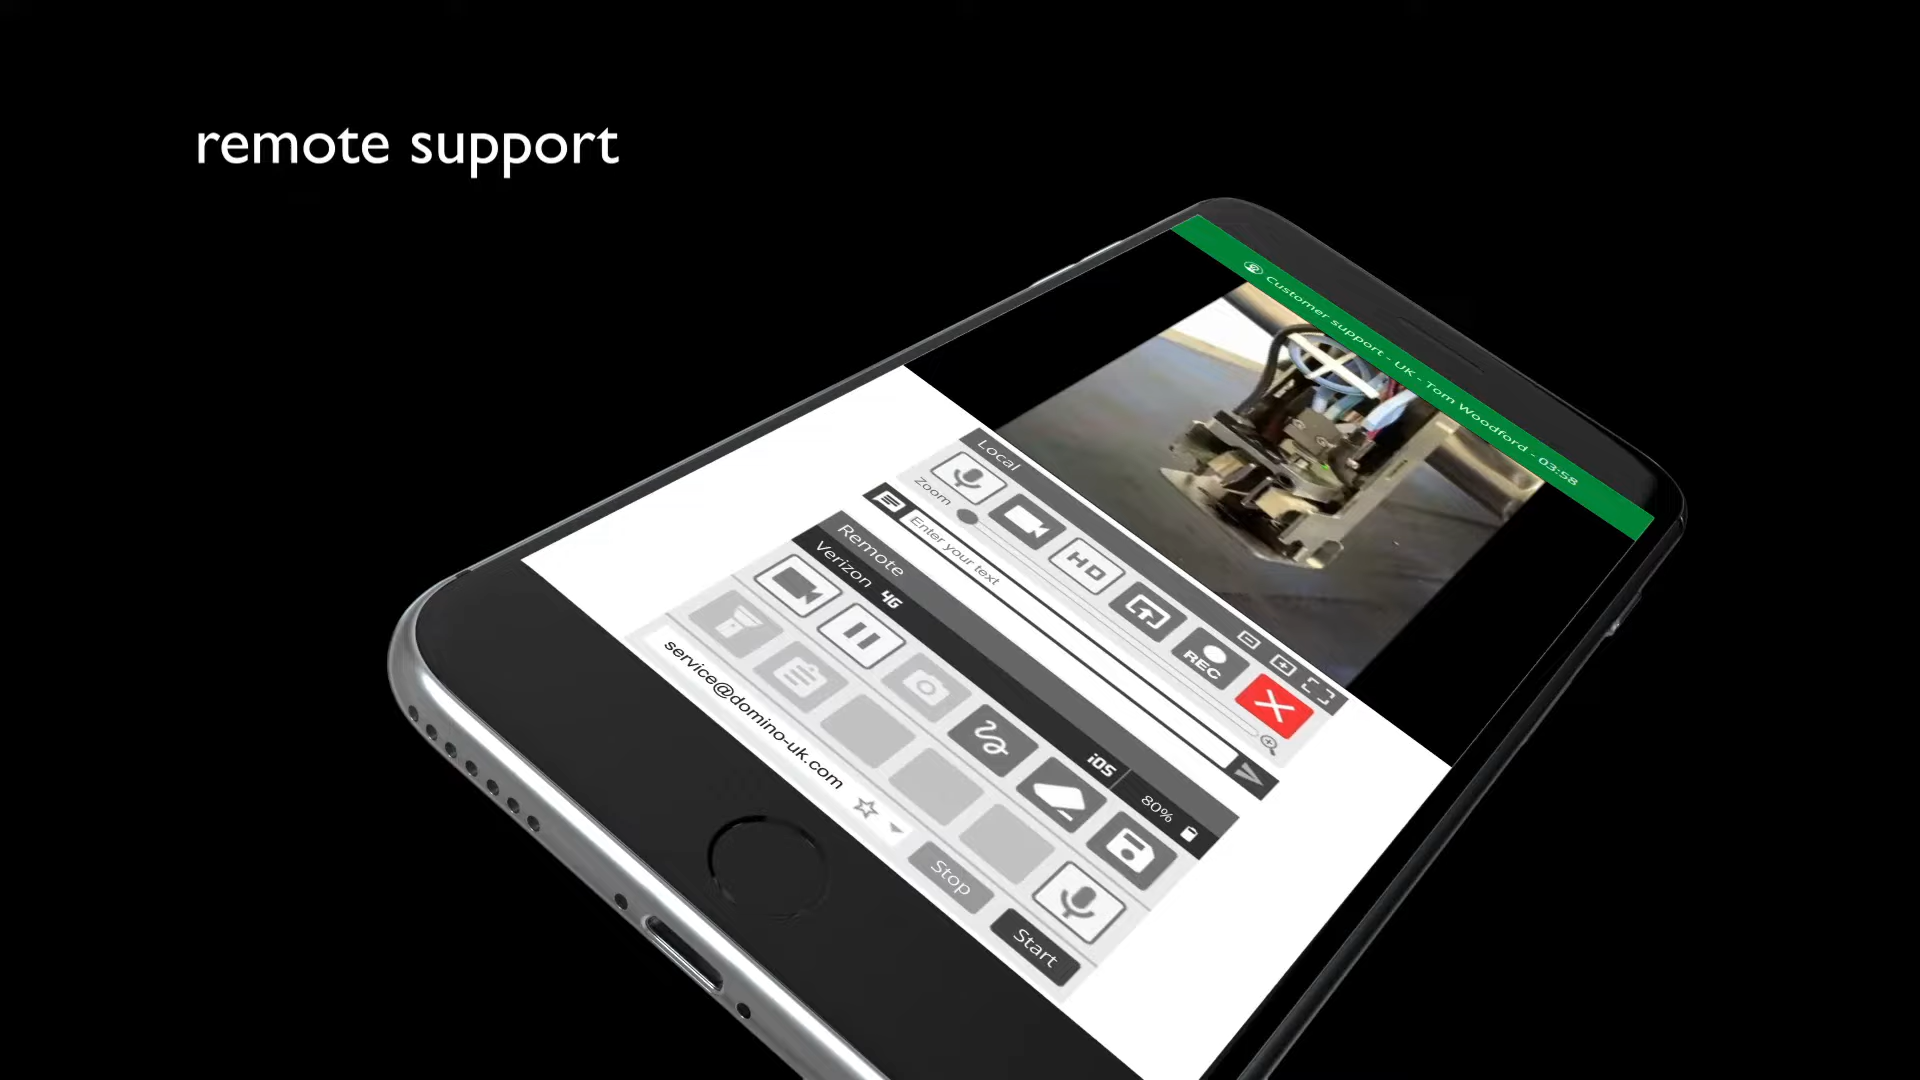 remote support
Customer support - UK - Tom Woodford - 03:58
Local
Zoom
HD
REC
Enter your text
Remote
Verizon 4G iOS 80%
service@domino-uk.com
Stop
Start